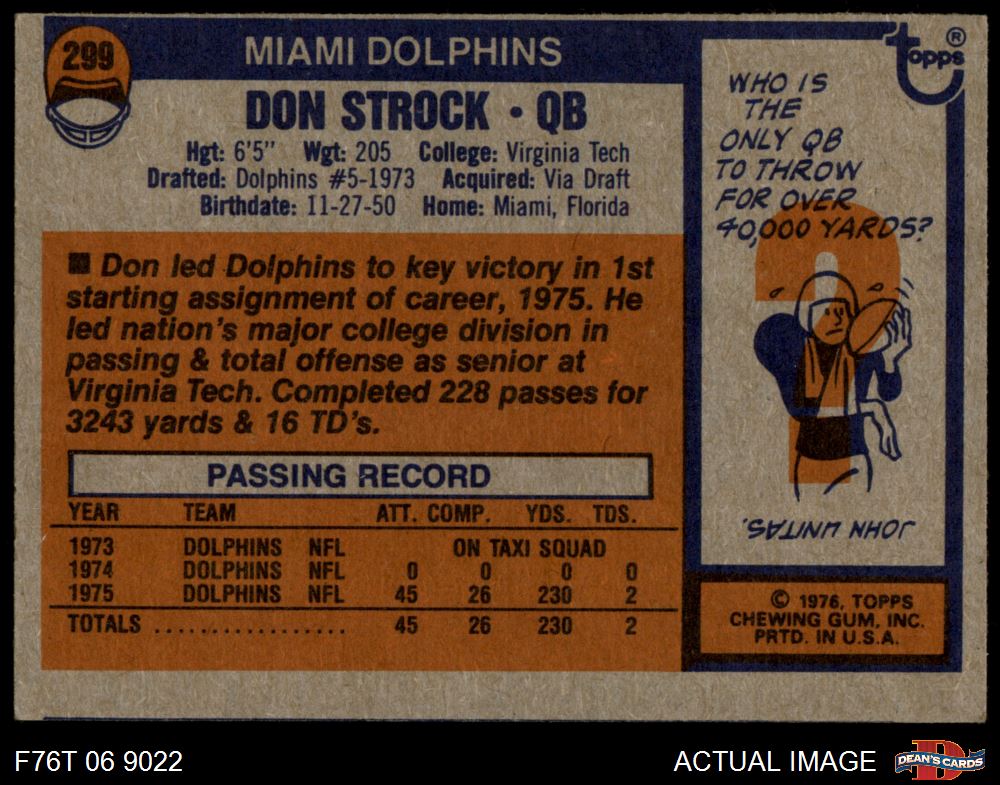 299
MIAMI DOLPHINS
DON STROCK • QB
Hgt: 6'5" Wgt: 205 College: Virginia Tech
Drafted: Dolphins #5-1973 Acquired: Via Draft
Birthdate: 11-27-50 Home: Miami, Florida
■ Don led Dolphins to key victory in 1st
starting assignment of career, 1975. He
led nation's major college division in
passing & total offense as senior at
Virginia Tech. Completed 228 passes for
3243 yards & 16 TD's.
PASSING RECORD
YEAR TEAM ATT. COMP. YDS. TDS.
1973 DOLPHINS NFL ON TAXI SQUAD
1974 DOLPHINS NFL 0 0 0 0
1975 DOLPHINS NFL 45 26 230 2
TOTALS ................. 45 26 230 2
topps®
WHO IS
THE
ONLY QB
TO THROW
FOR OVER
40,000 YARDS?
?
JOHN UNITAS.
© 1976, TOPPS
CHEWING GUM, INC.
PRTD. IN U.S.A.
F76T 06 9022
ACTUAL IMAGE
D
DEAN'S CARDS